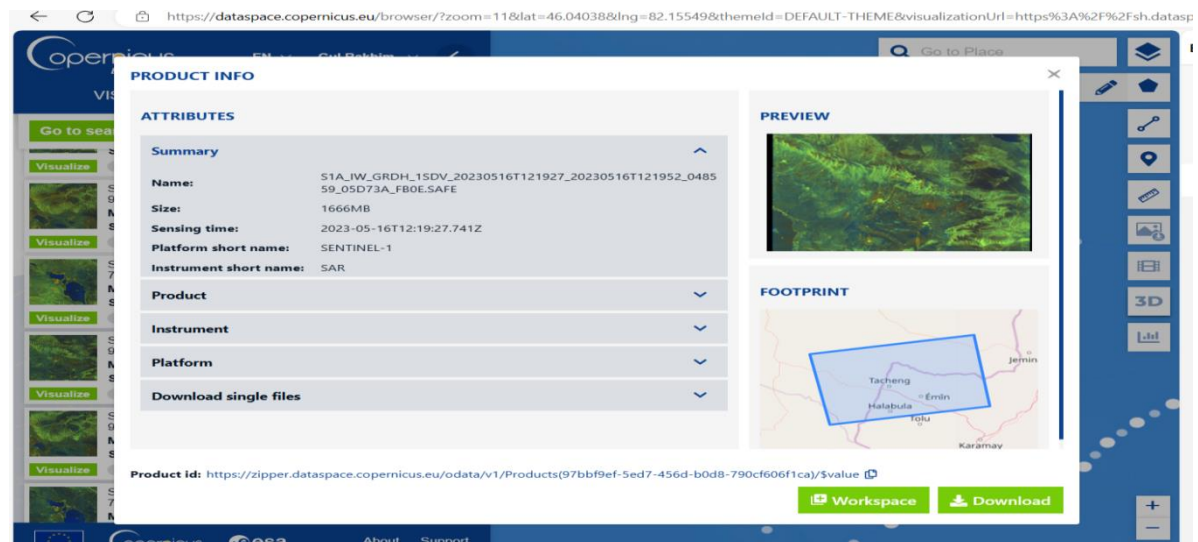 https://dataspace.copernicus.eu/browser/?zoom=11&lat=46.04038&lng=82.15549&themeId=DEFAULT-THEME&visualizationUrl=https%3A%2F%2Fsh.datasp
Go to Place
PRODUCT INFO
ATTRIBUTES
Summary
Name: S1A_IW_GRDH_1SDV_20230516T121927_20230516T121952_0485
59_05D73A_FB0E.SAFE
Size: 1666MB
Sensing time: 2023-05-16T12:19:27.741Z
Platform short name: SENTINEL-1
Instrument short name: SAR
Product
Instrument
Platform
Download single files
PREVIEW
FOOTPRINT
Jemin
Tacheng
Emin
Halabula
Tolu
Karamay
Product id: https://zipper.dataspace.copernicus.eu/odata/v1/Products(97bbf9ef-5ed7-456d-b0d8-790cf606f1ca)/$value
Workspace
Download
Go to sea
Visualize
Visualize
Visualize
Visualize
Visualize
3D
esa
About
Support